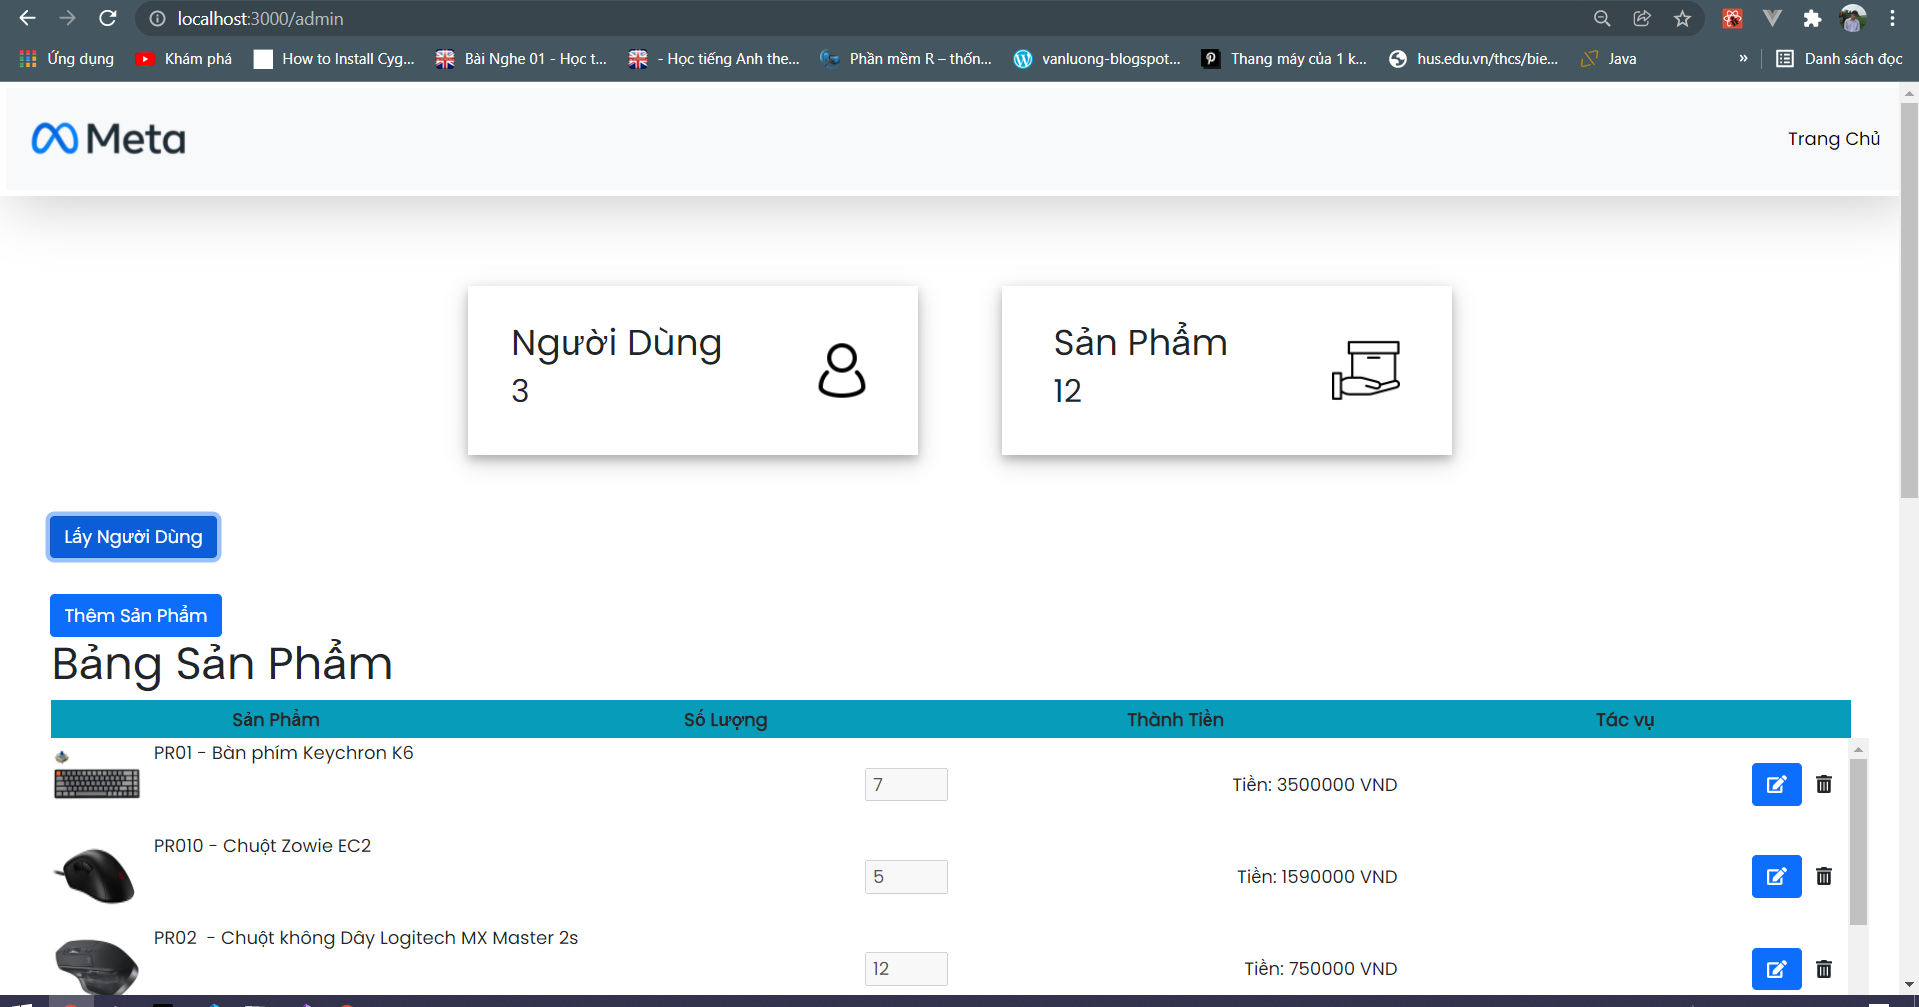 localhost:3000/admin
Ứng dụng Khám phá How to Install Cyg... Bài Nghe 01 - Học t... - Học tiếng Anh the... Phần mềm R – thốn... vanluong-blogspot... Thang máy của 1 k... hus.edu.vn/thcs/bie... Java » Danh sách đọc
Meta Trang Chủ
Người Dùng
3
Sản Phẩm
12
Lấy Người Dùng
Thêm Sản Phẩm
Bảng Sản Phẩm
Sản Phẩm Số Lượng Thành Tiền Tác vụ
PR01 - Bàn phím Keychron K6
7 Tiền: 3500000 VND
PR010 - Chuột Zowie EC2
5 Tiền: 1590000 VND
PR02 - Chuột không Dây Logitech MX Master 2s
12 Tiền: 750000 VND